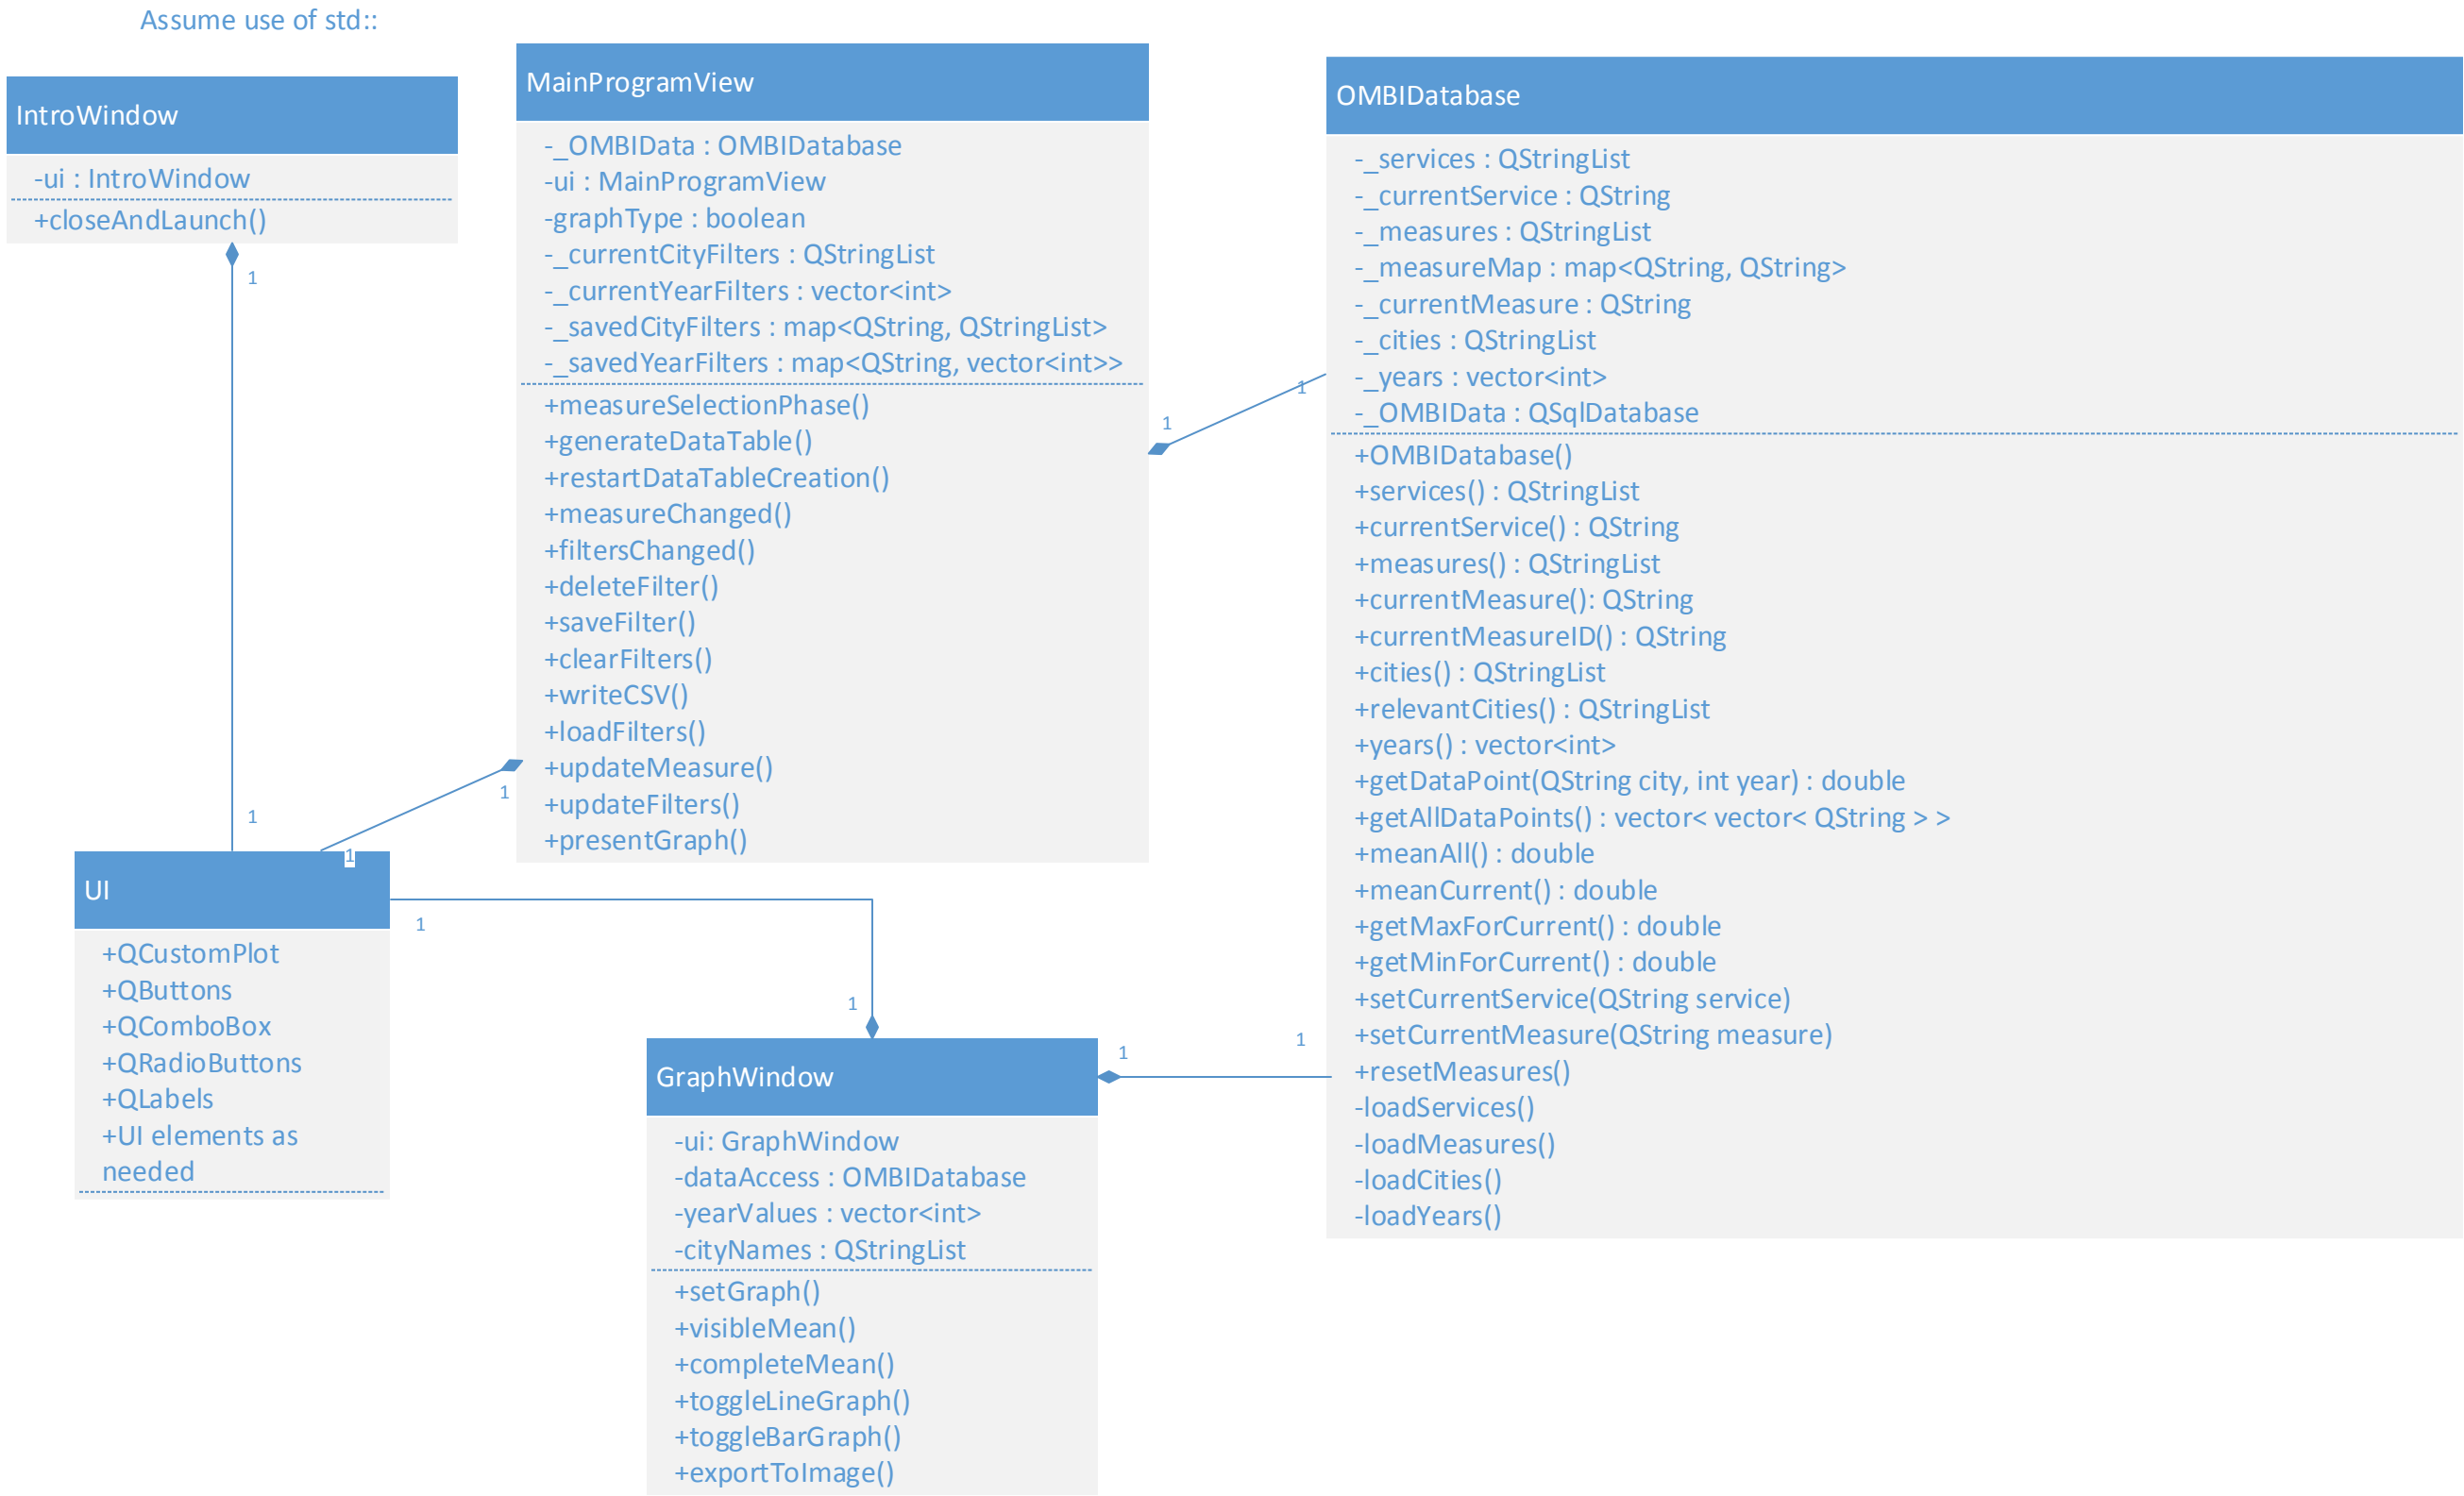 Assume use of std::
IntroWindow
-ui : IntroWindow
+closeAndLaunch()
1
1
MainProgramView
-_OMBIData : OMBIDatabase
-ui : MainProgramView
-graphType : boolean
-_currentCityFilters : QStringList
-_currentYearFilters : vector<int>
-_savedCityFilters : map<QString, QStringList>
-_savedYearFilters : map<QString, vector<int>>
+measureSelectionPhase()
+generateDataTable()
+restartDataTableCreation()
+measureChanged()
+filtersChanged()
+deleteFilter()
+saveFilter()
+clearFilters()
+writeCSV()
+loadFilters()
+updateMeasure()
+updateFilters()
+presentGraph()
1
1
1
1
OMBIDatabase
-_services : QStringList
-_currentService : QString
-_measures : QStringList
-_measureMap : map<QString, QString>
-_currentMeasure : QString
-_cities : QStringList
-_years : vector<int>
-_OMBIData : QSqlDatabase
+OMBIDatabase()
+services() : QStringList
+currentService() : QString
+measures() : QStringList
+currentMeasure(): QString
+currentMeasureID() : QString
+cities() : QStringList
+relevantCities() : QStringList
+years() : vector<int>
+getDataPoint(QString city, int year) : double
+getAllDataPoints() : vector< vector< QString > >
+meanAll() : double
+meanCurrent() : double
+getMaxForCurrent() : double
+getMinForCurrent() : double
+setCurrentService(QString service)
+setCurrentMeasure(QString measure)
+resetMeasures()
-loadServices()
-loadMeasures()
-loadCities()
-loadYears()
UI
+QCustomPlot
+QButtons
+QComboBox
+QRadioButtons
+QLabels
+UI elements as
needed
1
1
GraphWindow
-ui: GraphWindow
-dataAccess : OMBIDatabase
-yearValues : vector<int>
-cityNames : QStringList
+setGraph()
+visibleMean()
+completeMean()
+toggleLineGraph()
+toggleBarGraph()
+exportToImage()
1
1